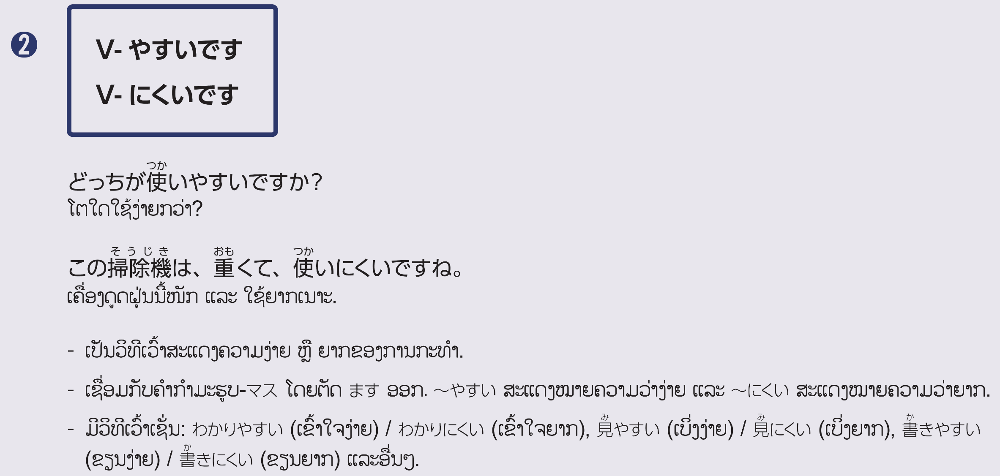 2
V- やすいです
V- にくいです
つか
どっちが使いやすいですか?
ໂຕໃດໃຊ້ງ່າຍກວ່າ?
そうじき おも つか
この掃除機は、重くて、使いにくいですね。
ເຄື່ອງດູດຝຸ່ນນີ້ໜັກ ແລະ ໃຊ້ຍາກເນາະ.
- ເປັນວິທີເວົ້າສະແດງຄວາມງ່າຍ ຫຼື ຍາກຂອງການກະທຳ.
- ເຊື່ອມກັບຄຳກຳມະຮູບ-マス ໂດຍຕັດ ます ອອກ. ～やすい ສະແດງໝາຍຄວາມວ່າງ່າຍ ແລະ ～にくい ສະແດງໝາຍຄວາມວ່າຍາກ.
み み か
- ມີວິທີເວົ້າເຊັ່ນ: わかりやすい (ເຂົ້າໃຈງ່າຍ) / わかりにくい (ເຂົ້າໃຈຍາກ), 見やすい (ເບິ່ງງ່າຍ) / 見にくい (ເບິ່ງຍາກ), 書きやすい
か
(ຂຽນງ່າຍ) / 書きにくい (ຂຽນຍາກ) ແລະອື່ນໆ.